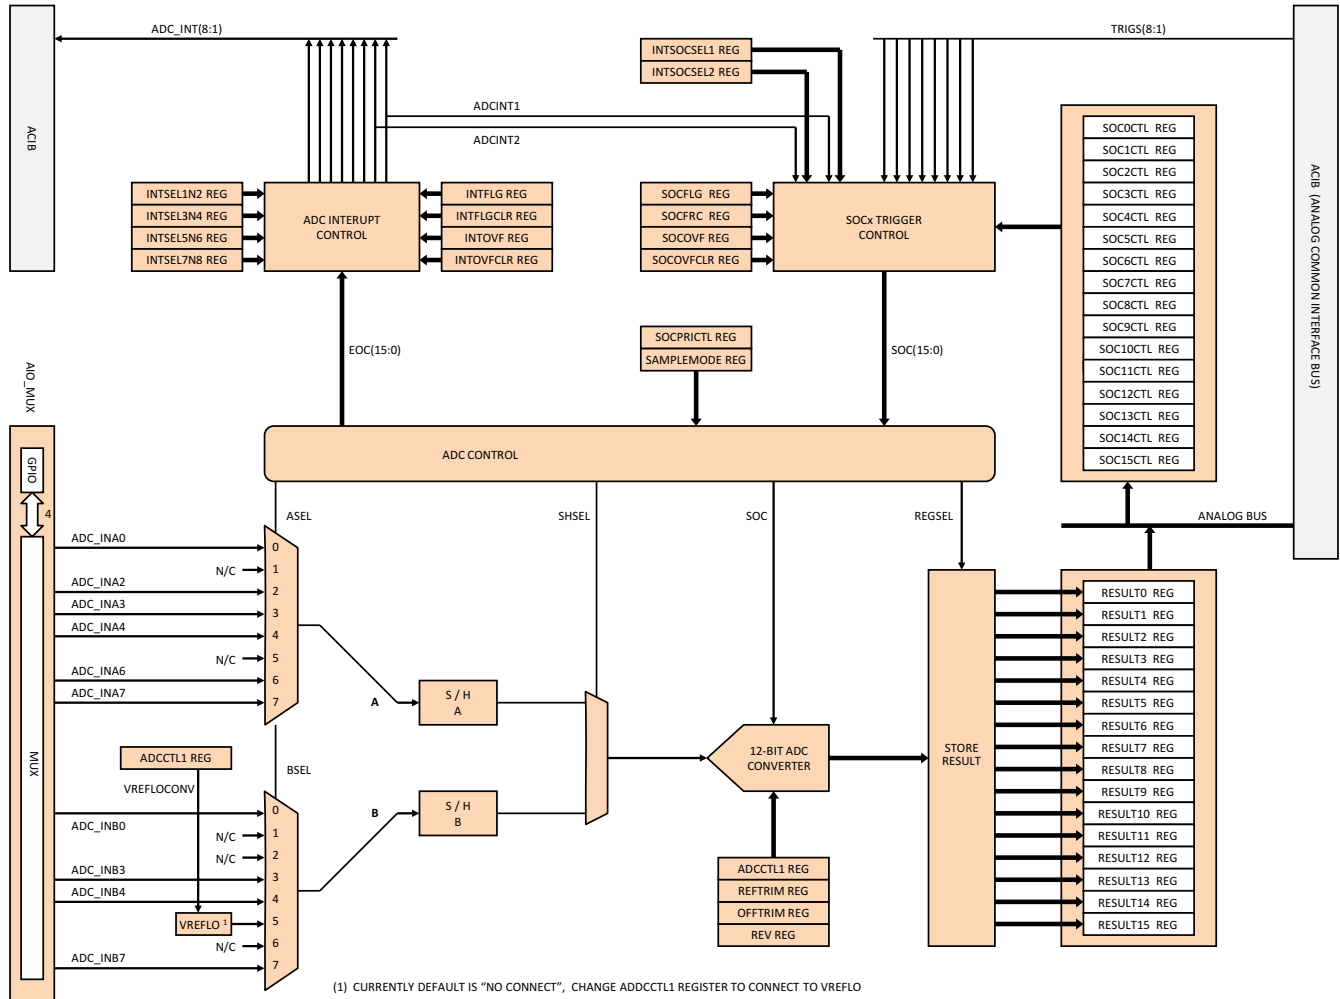 ADC_INT(8:1)
TRIGS(8:1)
INTSOCSEL1 REG
INTSOCSEL2 REG
ADCINT1
ADCINT2
ACIB
ACIB (ANALOG COMMON INTERFACE BUS)
INTSEL1N2 REG
INTSEL3N4 REG
INTSEL5N6 REG
INTSEL7N8 REG
ADC INTERUPT
CONTROL
INTFLG REG
INTFLGCLR REG
INTOVF REG
INTOVFCLR REG
SOCFLG REG
SOCFRC REG
SOCOVF REG
SOCOVFCLR REG
SOCx TRIGGER
CONTROL
SOC0CTL REG
SOC1CTL REG
SOC2CTL REG
SOC3CTL REG
SOC4CTL REG
SOC5CTL REG
SOC6CTL REG
SOC7CTL REG
SOC8CTL REG
SOC9CTL REG
SOC10CTL REG
SOC11CTL REG
SOC12CTL REG
SOC13CTL REG
SOC14CTL REG
SOC15CTL REG
EOC(15:0)
SOCPRICTL REG
SAMPLEMODE REG
SOC(15:0)
AIO_MUX
ADC CONTROL
GPIO
4
MUX
ASEL
SHSEL
SOC
REGSEL
ANALOG BUS
ADC_INA0
0
N/C
1
ADC_INA2
2
ADC_INA3
3
ADC_INA4
4
N/C
5
ADC_INA6
6
ADC_INA7
7
A
S / H
A
ADCCTL1 REG
VREFLOCONV
BSEL
ADC_INB0
0
N/C
1
N/C
2
ADC_INB3
3
ADC_INB4
4
VREFLO 1
5
N/C
6
ADC_INB7
7
B
S / H
B
12-BIT ADC
CONVERTER
ADCCTL1 REG
REFTRIM REG
OFFTRIM REG
REV REG
STORE
RESULT
RESULT0 REG
RESULT1 REG
RESULT2 REG
RESULT3 REG
RESULT4 REG
RESULT5 REG
RESULT6 REG
RESULT7 REG
RESULT8 REG
RESULT9 REG
RESULT10 REG
RESULT11 REG
RESULT12 REG
RESULT13 REG
RESULT14 REG
RESULT15 REG
(1) CURRENTLY DEFAULT IS “NO CONNECT”, CHANGE ADDCCTL1 REGISTER TO CONNECT TO VREFLO